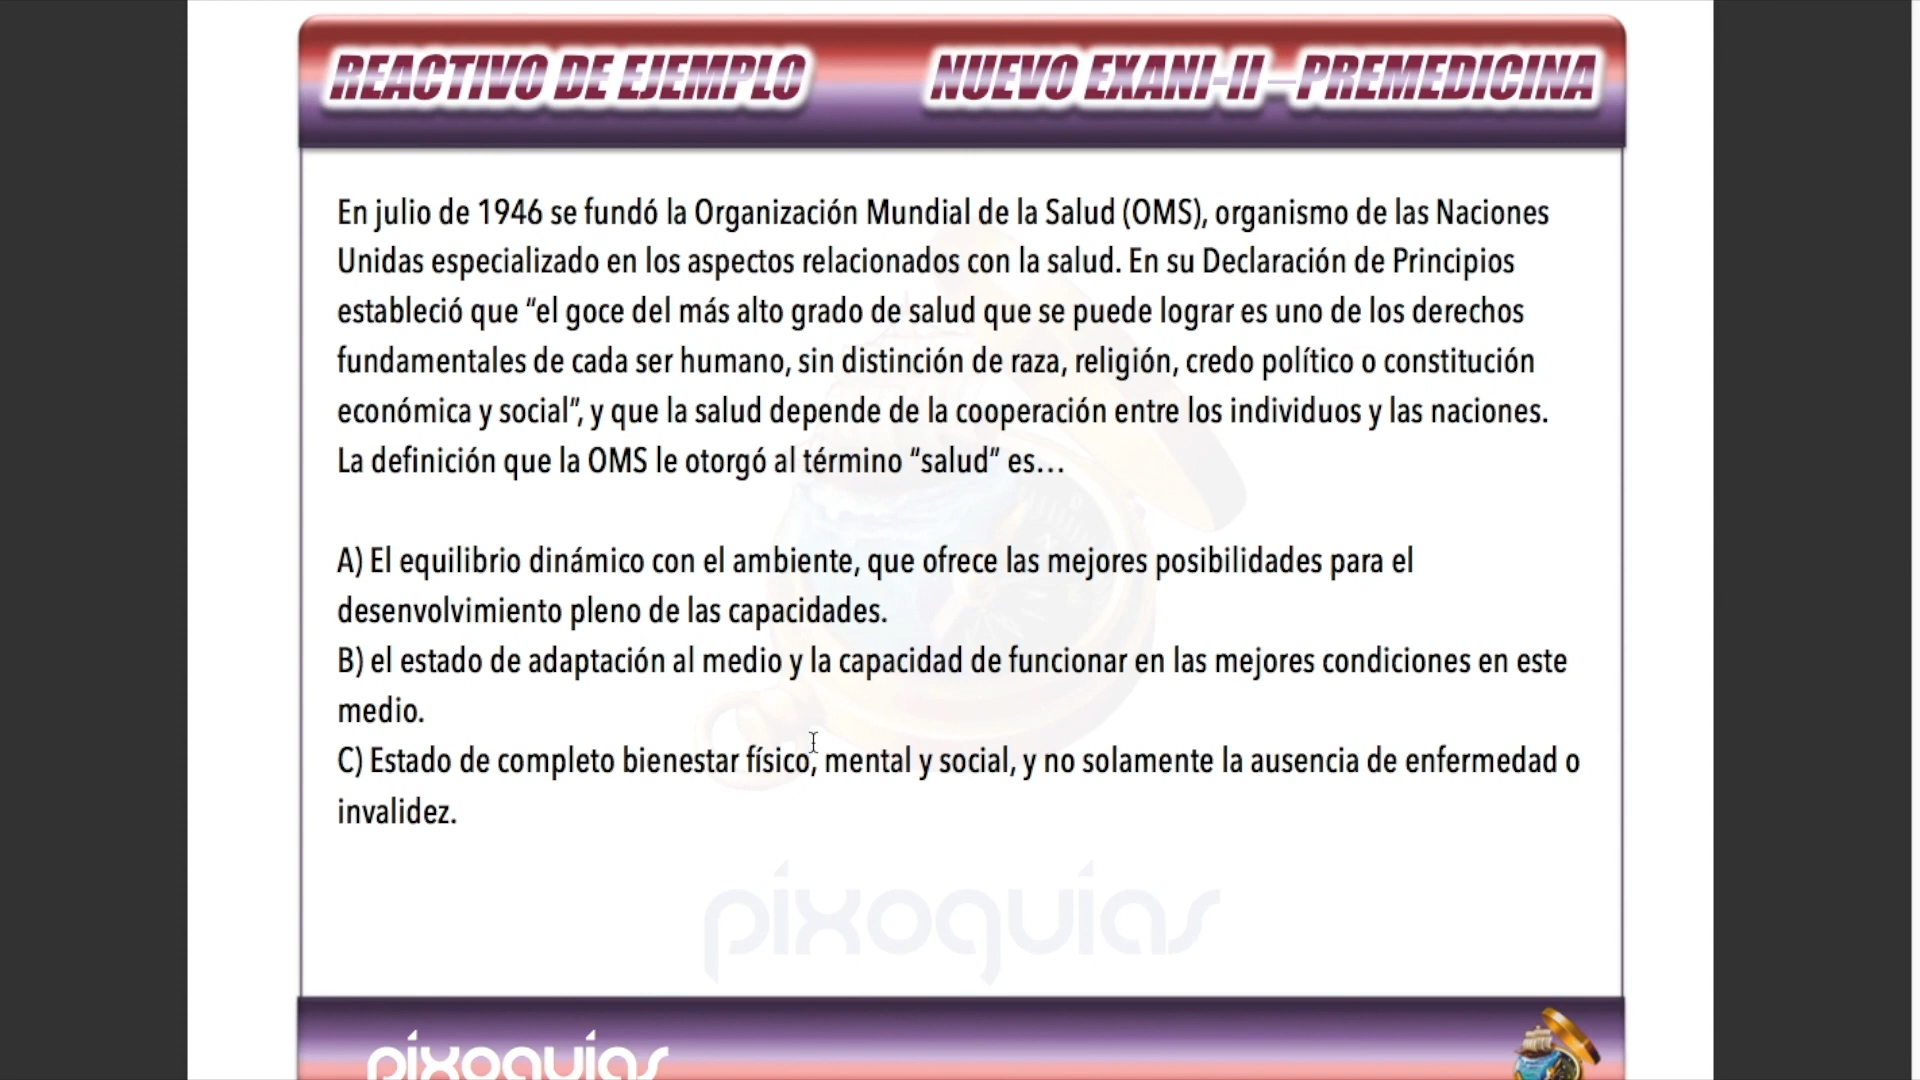 REACTIVO DE EJEMPLO
NUEVO EXANI-II – PREMEDICINA
En julio de 1946 se fundó la Organización Mundial de la Salud (OMS), organismo de las Naciones
Unidas especializado en los aspectos relacionados con la salud. En su Declaración de Principios
estableció que “el goce del más alto grado de salud que se puede lograr es uno de los derechos
fundamentales de cada ser humano, sin distinción de raza, religión, credo político o constitución
económica y social”, y que la salud depende de la cooperación entre los individuos y las naciones.
La definición que la OMS le otorgó al término “salud” es…
A) El equilibrio dinámico con el ambiente, que ofrece las mejores posibilidades para el
desenvolvimiento pleno de las capacidades.
B) el estado de adaptación al medio y la capacidad de funcionar en las mejores condiciones en este
medio.
C) Estado de completo bienestar físico, mental y social, y no solamente la ausencia de enfermedad o
invalidez.
pixoguias
pixoguias